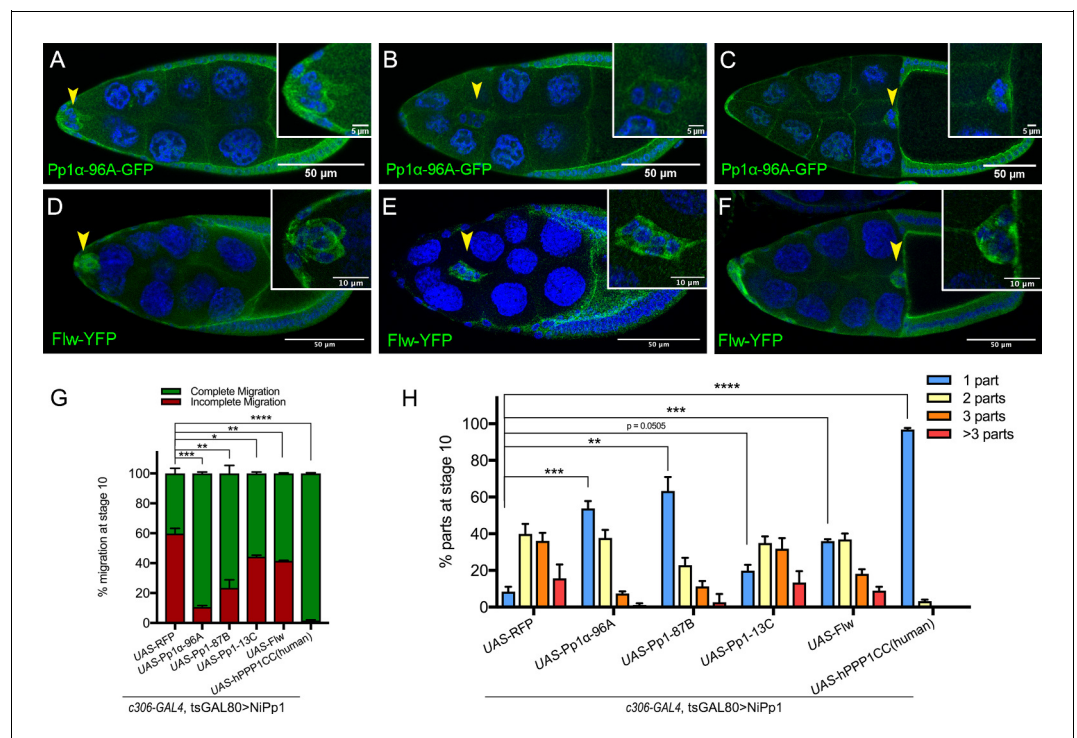 A
5 µm
50 µm
Pp1α-96A-GFP
B
5 µm
50 µm
Pp1α-96A-GFP
C
5 µm
50 µm
Pp1α-96A-GFP
D
10 µm
50 µm
Flw-YFP
E
10 µm
50 µm
Flw-YFP
F
10 µm
50 µm
Flw-YFP
G
Complete Migration
Incomplete Migration
****
**
*
**
***
% migration at stage 10
100
80
60
40
20
0
UAS-RFP
UAS-Pp1α-96A
UAS-Pp1-87B
UAS-Pp1-13C
UAS-Flw
UAS-hPPP1CC(human)
c306-GAL4, tsGAL80>NiPp1
H
1 part
2 parts
3 parts
>3 parts
****
***
p = 0.0505
**
***
% parts at stage 10
100
80
60
40
20
0
UAS-RFP
UAS-Pp1α-96A
UAS-Pp1-87B
UAS-Pp1-13C
UAS-Flw
UAS-hPPP1CC(human)
c306-GAL4, tsGAL80>NiPp1